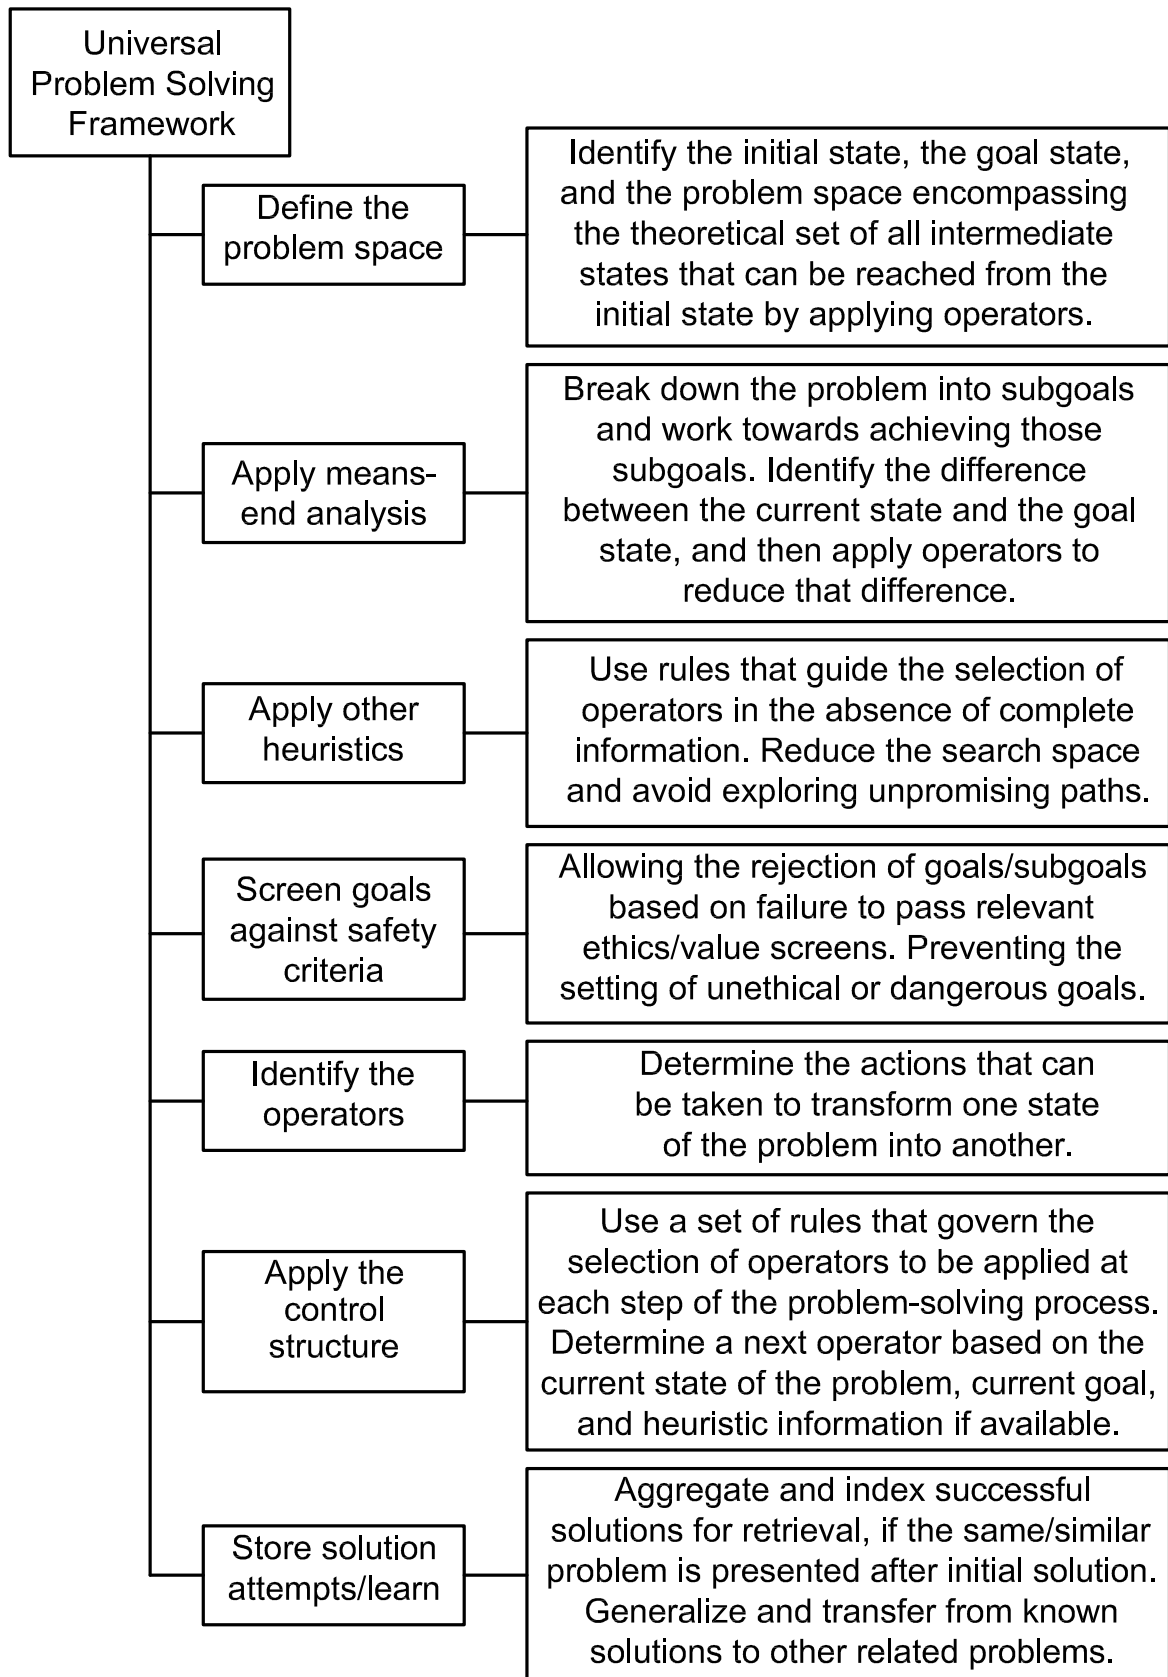 Universal
Problem Solving
Framework
Define the
problem space
Identify the initial state, the goal state,
and the problem space encompassing
the theoretical set of all intermediate
states that can be reached from the
initial state by applying operators.
Apply means-
end analysis
Break down the problem into subgoals
and work towards achieving those
subgoals. Identify the difference
between the current state and the goal
state, and then apply operators to
reduce that difference.
Apply other
heuristics
Use rules that guide the selection of
operators in the absence of complete
information. Reduce the search space
and avoid exploring unpromising paths.
Screen goals
against safety
criteria
Allowing the rejection of goals/subgoals
based on failure to pass relevant
ethics/value screens. Preventing the
setting of unethical or dangerous goals.
Identify the
operators
Determine the actions that can
be taken to transform one state
of the problem into another.
Apply the
control
structure
Use a set of rules that govern the
selection of operators to be applied at
each step of the problem-solving process.
Determine a next operator based on the
current state of the problem, current goal,
and heuristic information if available.
Store solution
attempts/learn
Aggregate and index successful
solutions for retrieval, if the same/similar
problem is presented after initial solution.
Generalize and transfer from known
solutions to other related problems.